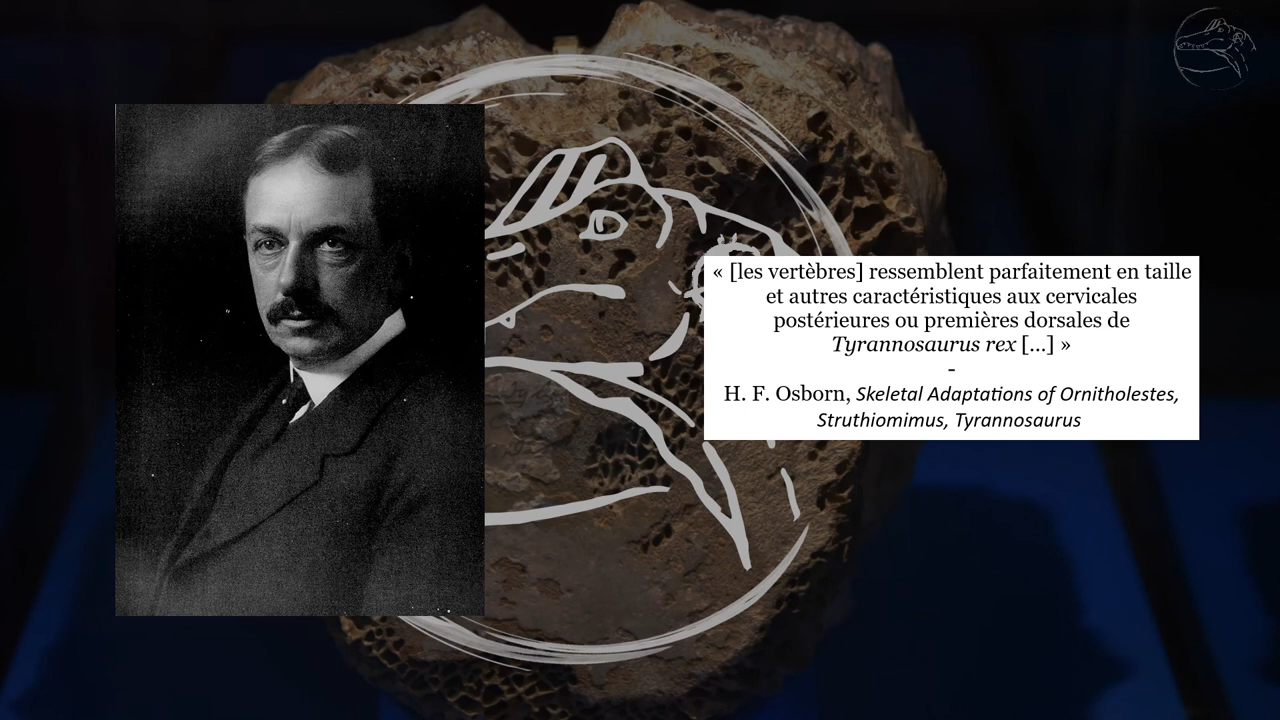 « [les vertèbres] ressemblent parfaitement en taille
et autres caractéristiques aux cervicales
postérieures ou premières dorsales de
Tyrannosaurus rex [...] »
-
H. F. Osborn, Skeletal Adaptations of Ornitholestes,
Struthiomimus, Tyrannosaurus